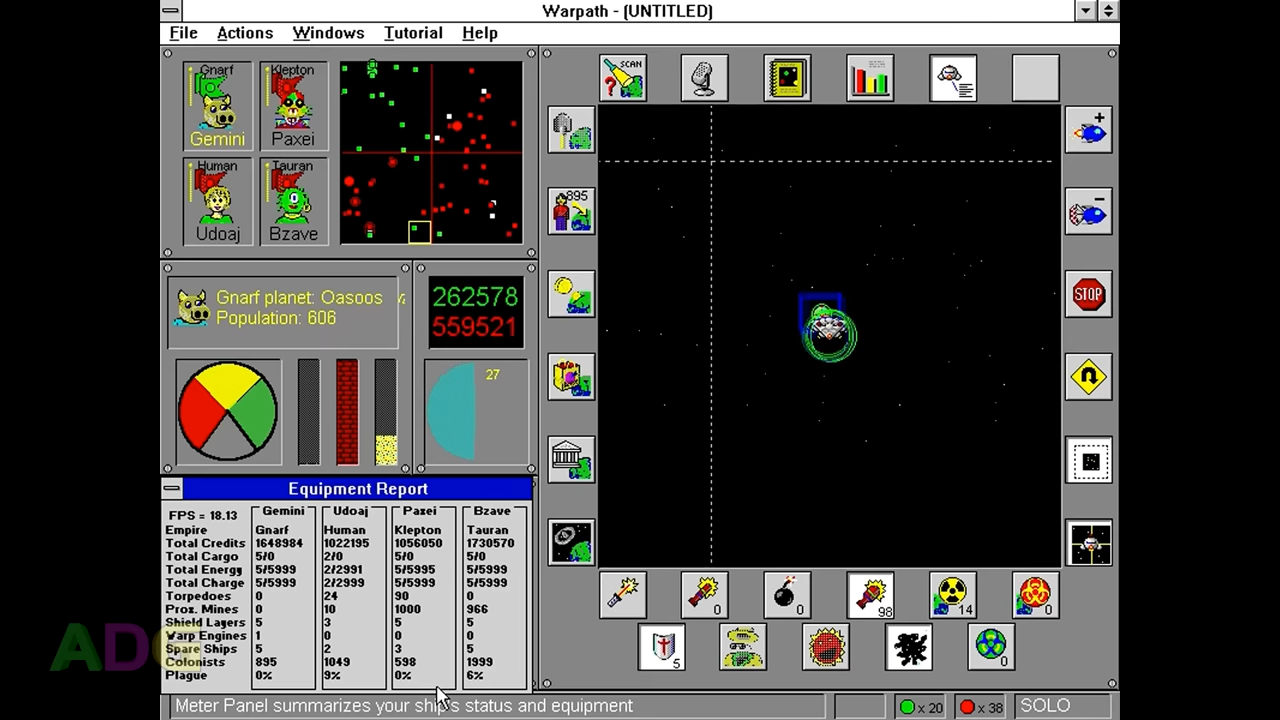 Warpath - (UNTITLED)
File Actions Windows Tutorial Help
Gnarf Klepton
Gemini Paxei
Human Tauran
Udoaj Bzave
SCAN
895
Gnarf planet: Oasoos
Population: 606
262578
559521
27
Equipment Report
FPS = 18.13 Gemini Udoaj Paxei Bzave
Empire Gnarf Human Klepton Tauran
Total Credits 1648984 1022195 1056050 1730570
Total Cargo 5/0 2/0 5/0 5/0
Total Energy 5/5999 2/2991 5/5995 5/5999
Total Charge 5/5999 2/2999 5/5999 5/5999
Torpedoes 0 24 90 0
Prox. Mines 0 10 1000 966
Shield Layers 5 3 5 5
Warp Engines 1 0 0 0
Spare Ships 5 2 3 5
Colonists 895 1049 598 1999
Plague 0% 9% 0% 6%
+
-
STOP
0 0 98 14 0
5 0
ADG
Meter Panel summarizes your ship's status and equipment
x 20 x 38 SOLO